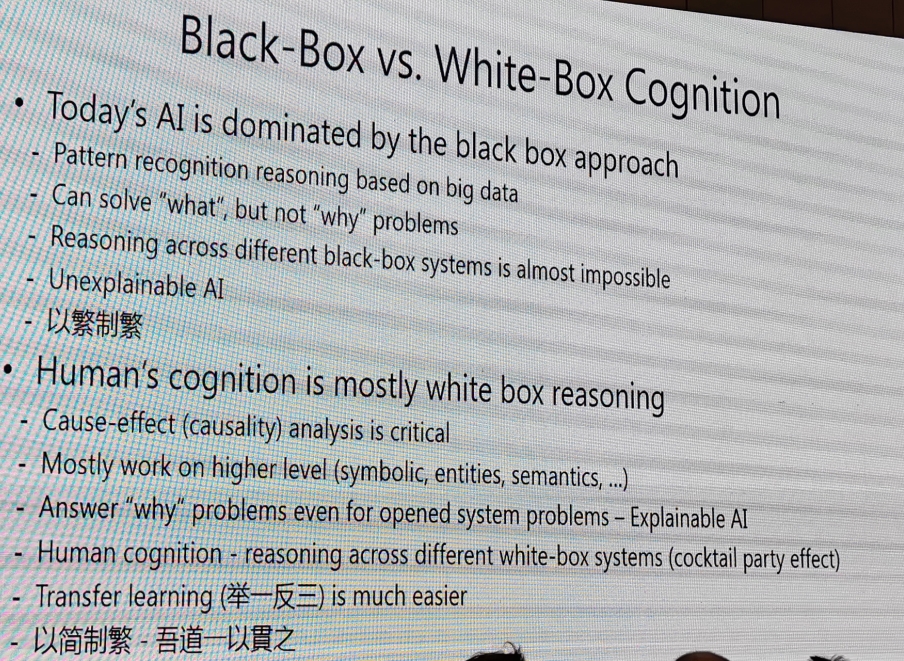 Black-Box vs. White-Box Cognition
• Today's AI is dominated by the black box approach
- Pattern recognition reasoning based on big data
- Can solve "what", but not "why" problems
- Reasoning across different black-box systems is almost impossible
- Unexplainable AI
- 以繁制繁
• Human's cognition is mostly white box reasoning
- Cause-effect (causality) analysis is critical
- Mostly work on higher level (symbolic, entities, semantics, ...)
- Answer "why" problems even for opened system problems – Explainable AI
- Human cognition - reasoning across different white-box systems (cocktail party effect)
- Transfer learning (举一反三) is much easier
- 以简制繁 - 吾道一以貫之